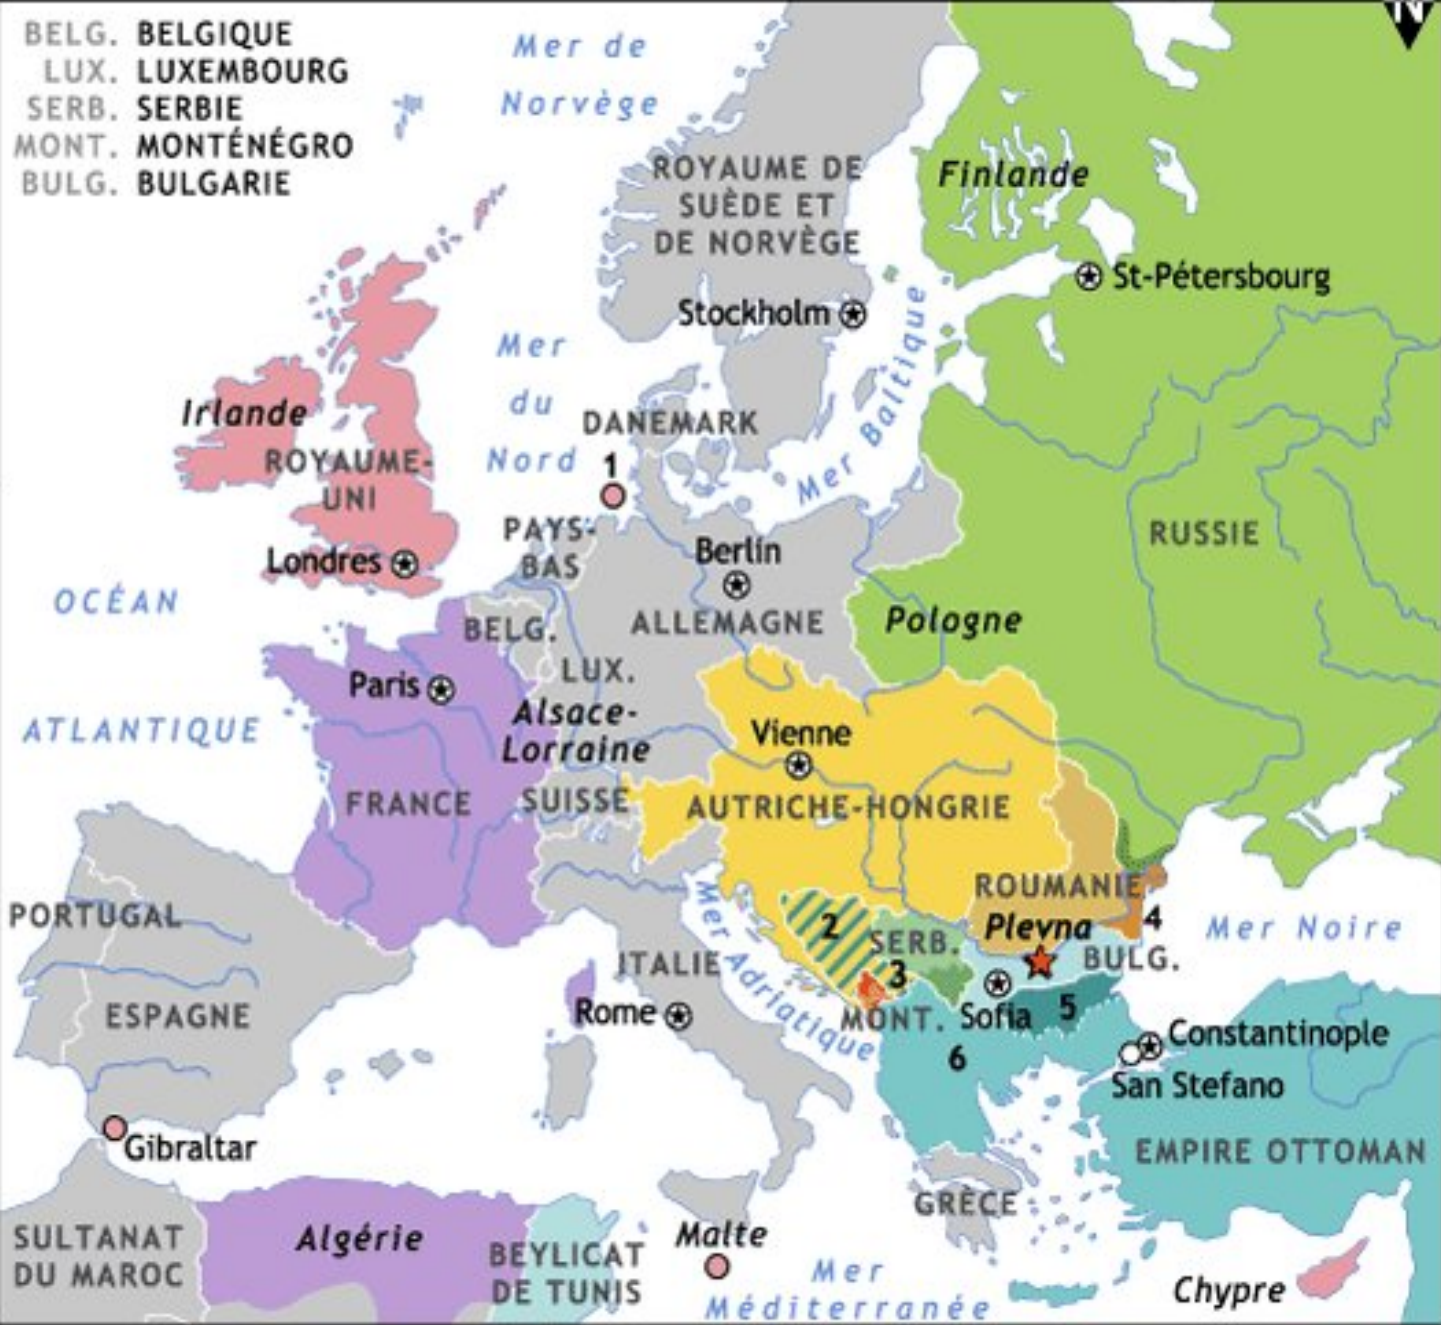 BELG. BELGIQUE
LUX. LUXEMBOURG
SERB. SERBIE
MONT. MONTÉNÉGRO
BULG. BULGARIE
N
Mer de
Norvège
ROYAUME DE
SUÈDE ET
DE NORVÈGE
Finlande
St-Pétersbourg
Stockholm
Mer Baltique
Mer
du
Nord
DANEMARK
1
Irlande
ROYAUME-
UNI
Londres
PAYS-
BAS
Berlin
ALLEMAGNE
RUSSIE
Pologne
OCÉAN
ATLANTIQUE
BELG.
LUX.
Paris
Alsace-
Lorraine
Vienne
FRANCE
SUISSE
AUTRICHE-HONGRIE
ROUMANIE
Plevna
4
Mer Noire
PORTUGAL
ESPAGNE
Mer Adriatique
2
SERB.
3
BULG.
ITALIE
Rome
MONT.
Sofia
5
6
Constantinople
San Stefano
EMPIRE OTTOMAN
Gibraltar
GRÈCE
SULTANAT
DU MAROC
Algérie
BEYLICAT
DE TUNIS
Malte
Mer
Méditerranée
Chypre